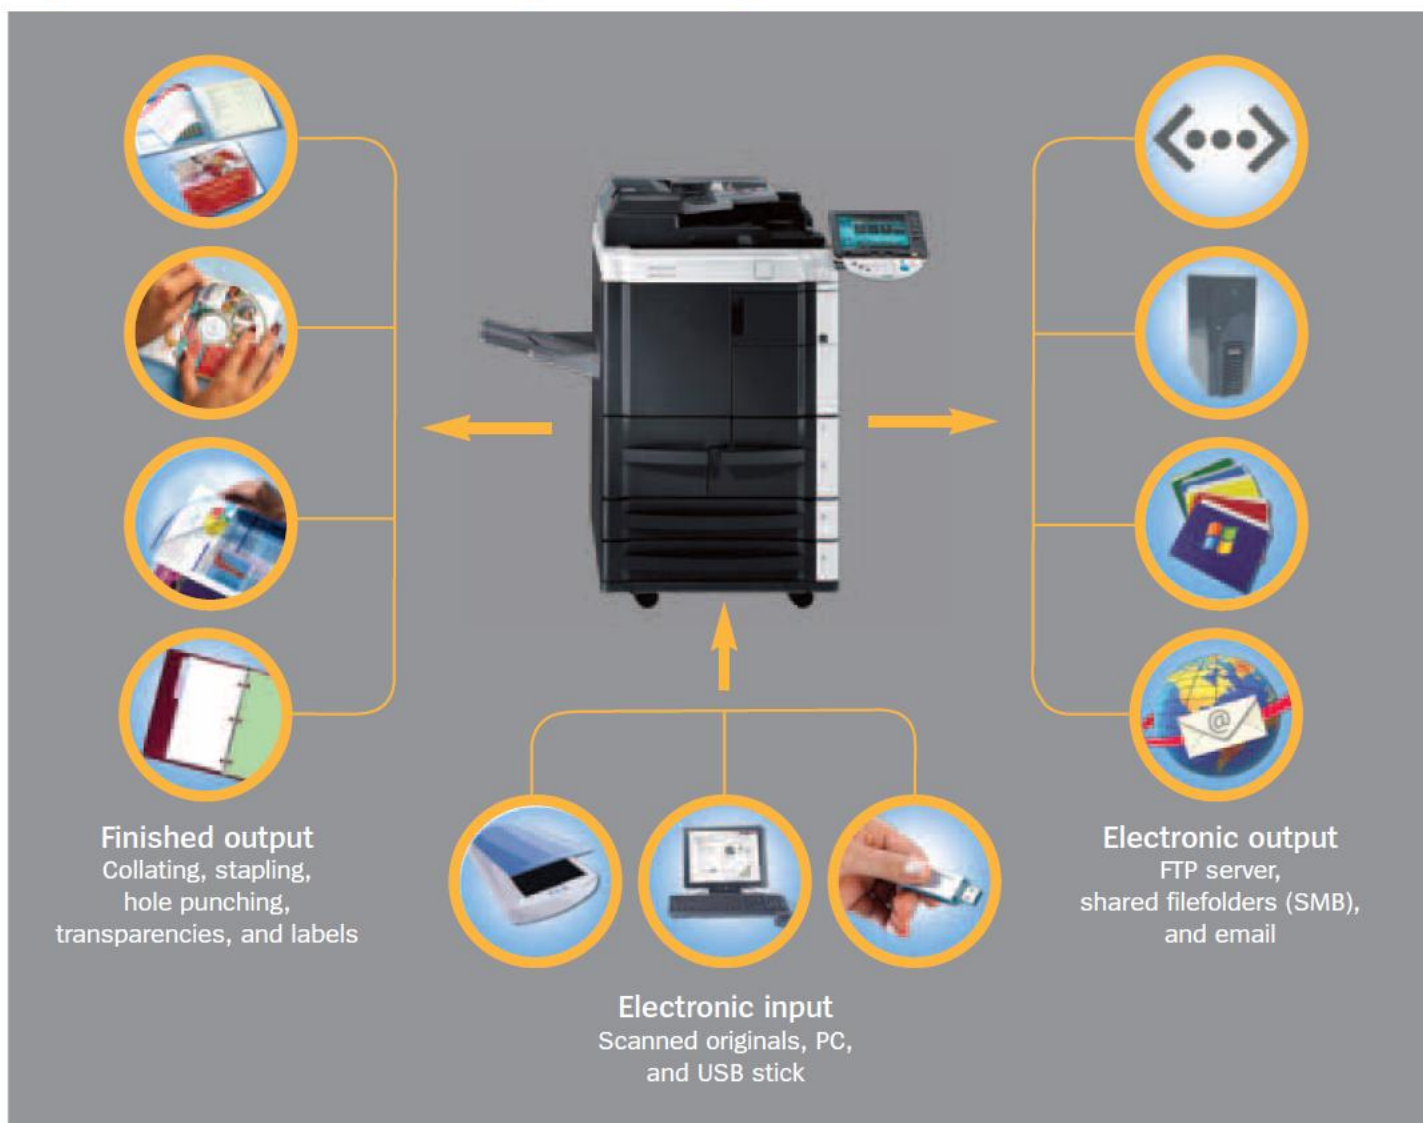 Finished output
Collating, stapling,
hole punching,
transparencies, and labels
Electronic input
Scanned originals, PC,
and USB stick
Electronic output
FTP server,
shared filefolders (SMB),
and email
@